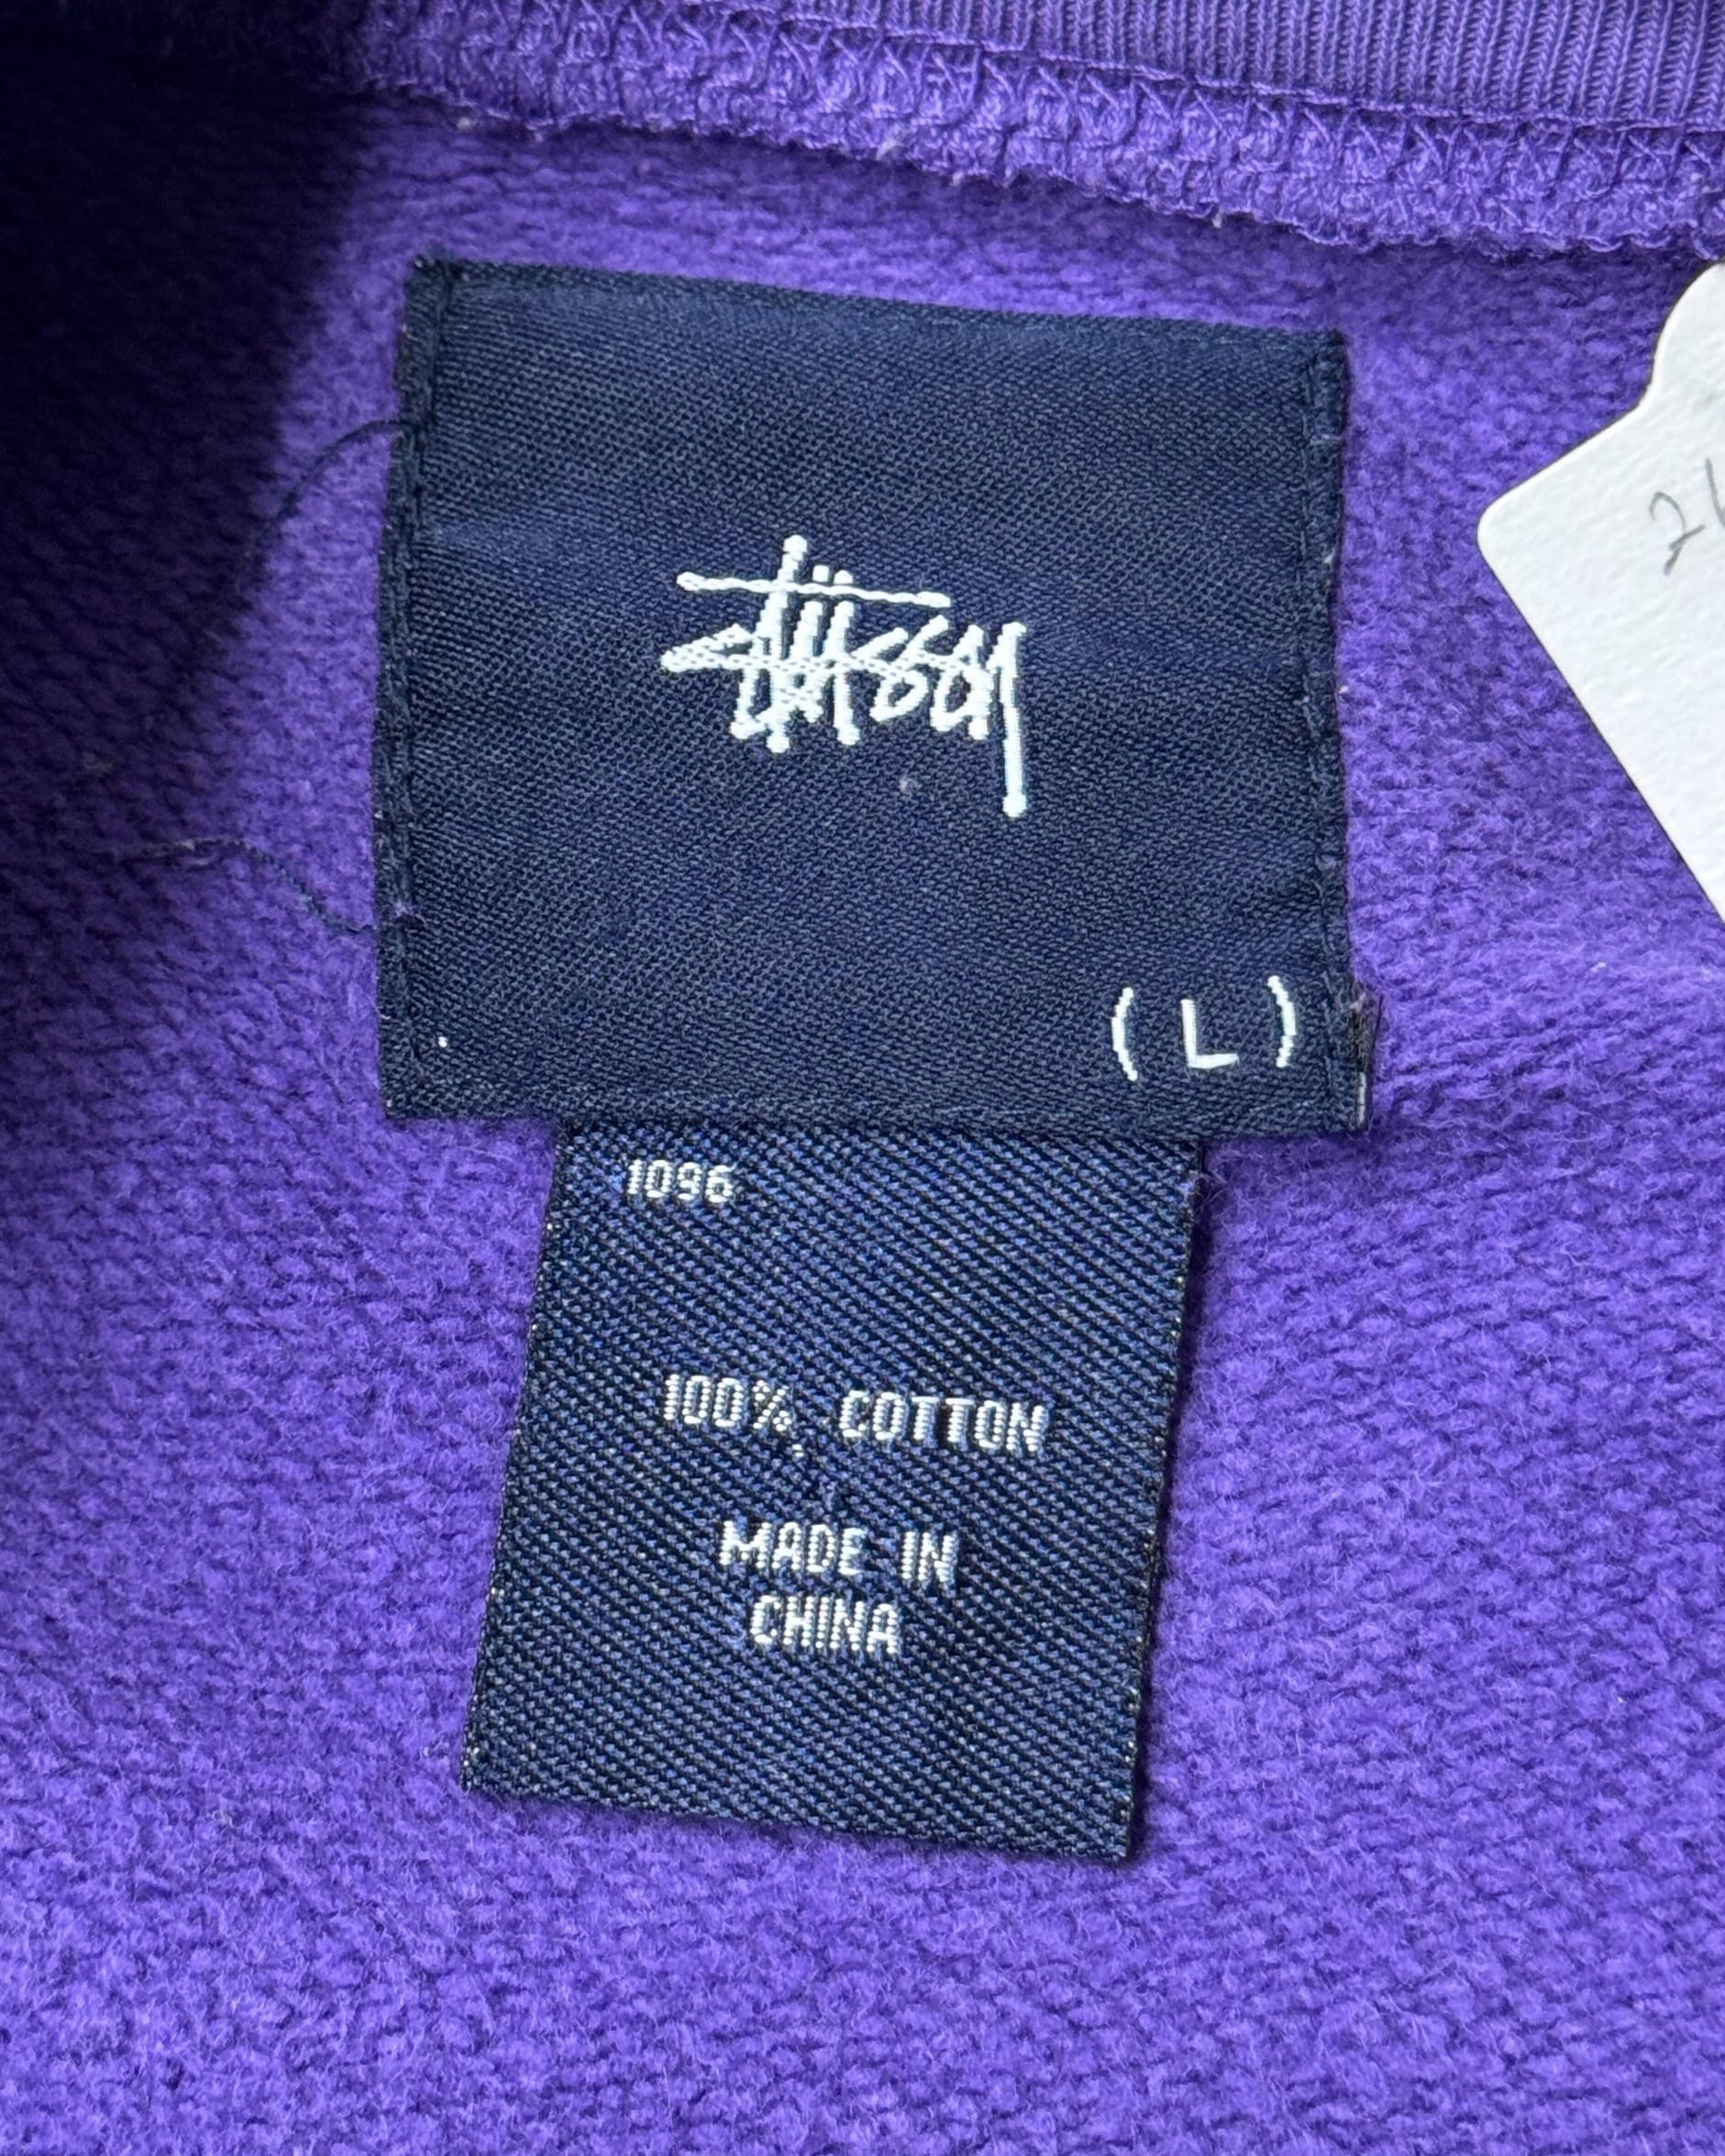 Stüssy
( L )
1096
100% COTTON
MADE IN
CHINA